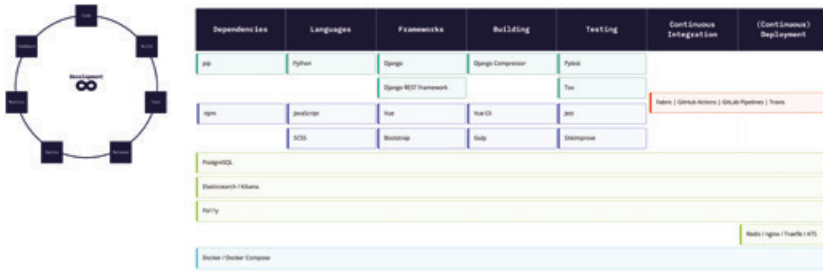 Code
Feedback
Build
Development
Monitor
Test
Deploy
Release
Dependencies
Languages
Frameworks
Building
Testing
Continuous
Integration
(Continuous)
Deployment
pip
Python
Django
Django Compressor
Pytest
Django REST Framework
Tox
Fabric | GitHub Actions | GitLab Pipelines | Travis
npm
JavaScript
Vue
Vue CLI
Jest
SCSS
Bootstrap
Gulp
Siteimprove
PostgreSQL
Elasticsearch / Kibana
Redis / nginx / Traefik / ATS
Docker / Docker Compose